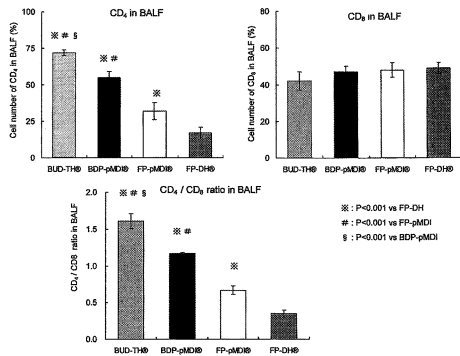 CD4 in BALF
Cell number of CD4 in BALF (%)
100
75
50
25
0
※ # §
※ #
※
BUD-TH®
BDP-pMDI®
FP-pMDI®
FP-DH®
CD8 in BALF
Cell number of CD8 in BALF (%)
80
60
40
20
0
BUD-TH®
BDP-pMDI®
FP-pMDI®
FP-DH®
CD4 / CD8 ratio in BALF
CD4 / CD8 ratio in BALF
2.0
1.5
1.0
0.5
0.0
※ # §
※ #
※
BUD-TH®
BDP-pMDI®
FP-pMDI®
FP-DH®
※ : P<0.001 vs FP-DH
# : P<0.001 vs FP-pMDI
§ : P<0.001 vs BDP-pMDI